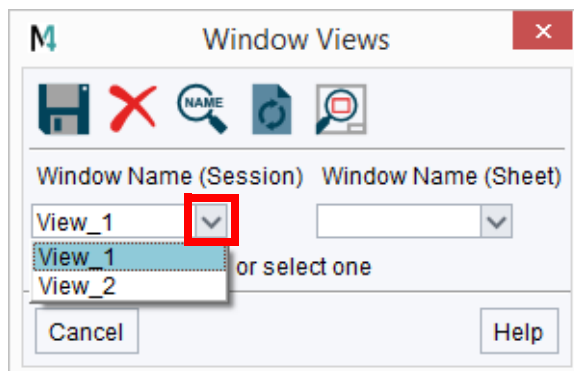 Window Views
NAME
Window Name (Session) Window Name (Sheet)
View_1
View_1
or select one
View_2
Cancel Help